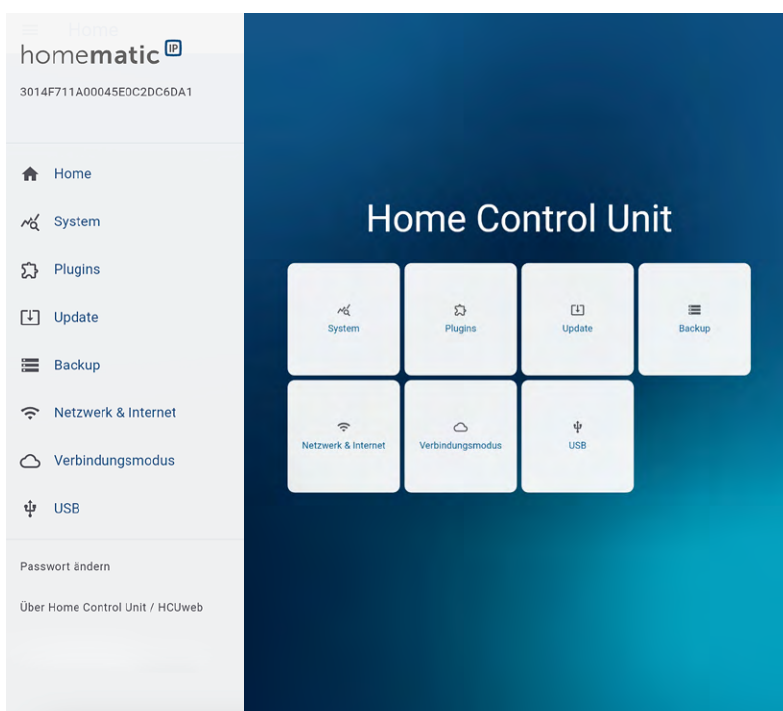 Home
homematic IP
3014F711A00045E0C2DC6DA1
Home
System
Plugins
Update
Backup
Netzwerk & Internet
Verbindungsmodus
USB
Passwort ändern
Über Home Control Unit / HCUweb
Home Control Unit
System
Plugins
Update
Backup
Netzwerk & Internet
Verbindungsmodus
USB